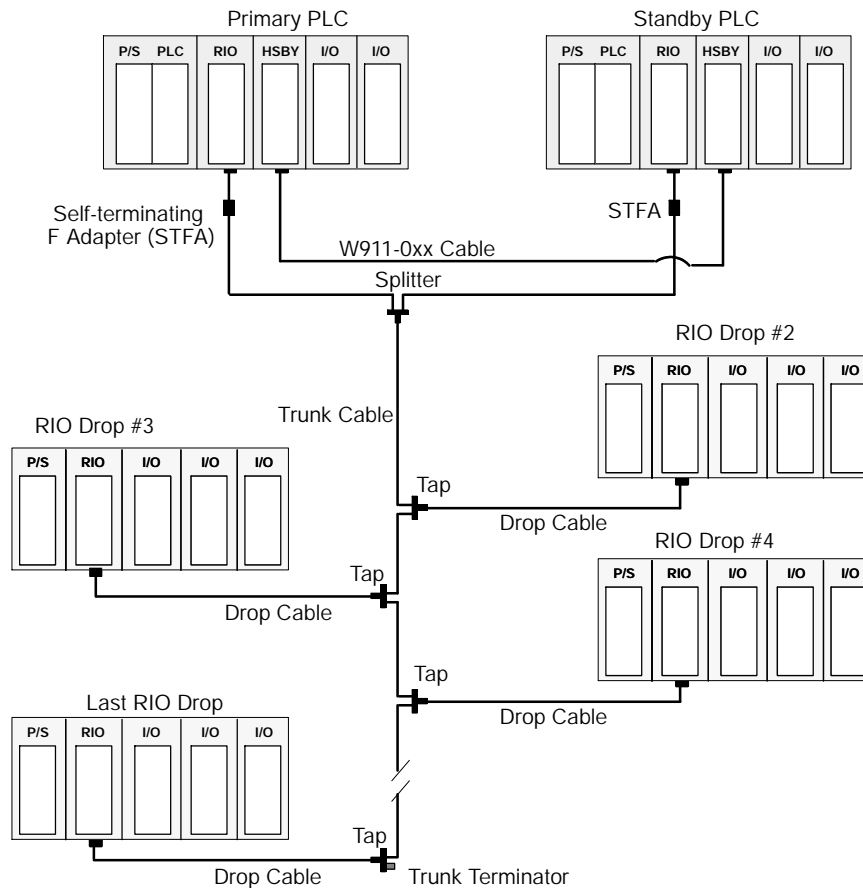 Primary PLC
Standby PLC
P/S PLC RIO HSBY I/O I/O
P/S PLC RIO HSBY I/O I/O
Self-terminating
F Adapter (STFA)
STFA
W911-0xx Cable
Splitter
RIO Drop #2
P/S RIO I/O I/O I/O
Trunk Cable
RIO Drop #3
P/S RIO I/O I/O I/O
Tap
Drop Cable
RIO Drop #4
P/S RIO I/O I/O I/O
Tap
Drop Cable
Tap
Drop Cable
Last RIO Drop
P/S RIO I/O I/O I/O
Tap
Drop Cable
Trunk Terminator